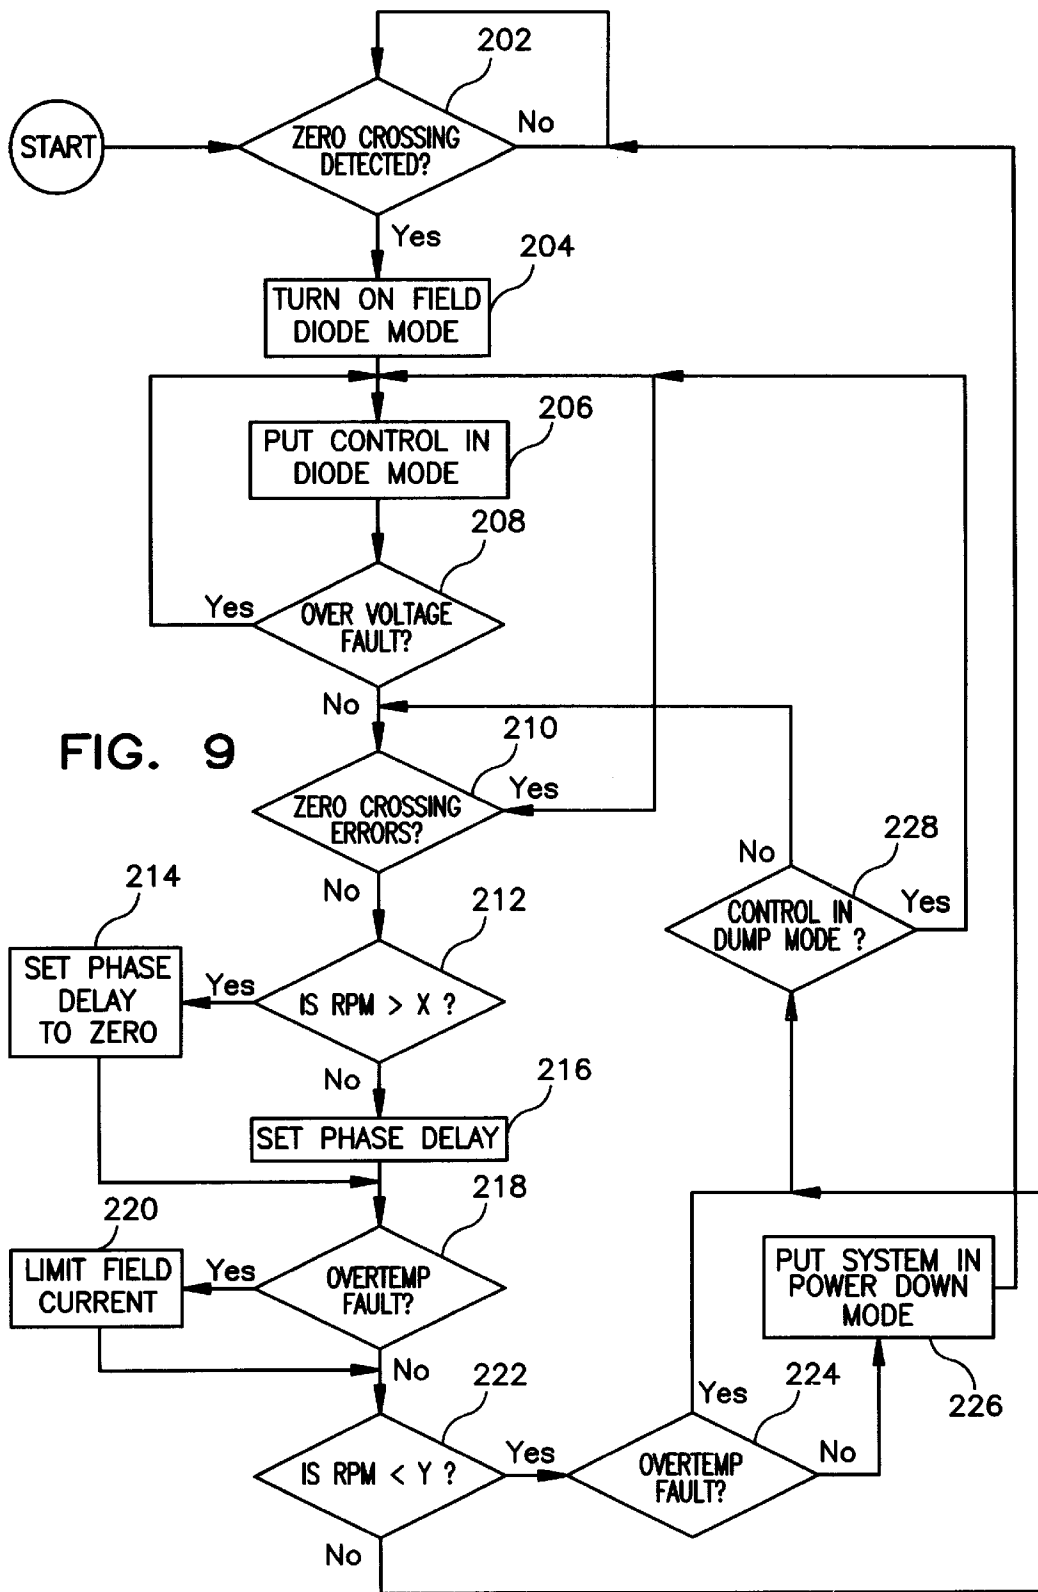 202
START
ZERO CROSSING
DETECTED?
No
Yes
204
TURN ON FIELD
DIODE MODE
206
PUT CONTROL IN
DIODE MODE
208
Yes
OVER VOLTAGE
FAULT?
No
FIG. 9
210
Yes
ZERO CROSSING
ERRORS?
No
228
No
Yes
CONTROL IN
DUMP MODE ?
214
212
SET PHASE
DELAY
TO ZERO
Yes
IS RPM > X ?
No
216
SET PHASE DELAY
218
220
LIMIT FIELD
CURRENT
Yes
OVERTEMP
FAULT?
No
PUT SYSTEM IN
POWER DOWN
MODE
226
222
Yes
224
IS RPM < Y ?
Yes
OVERTEMP
FAULT?
No
No